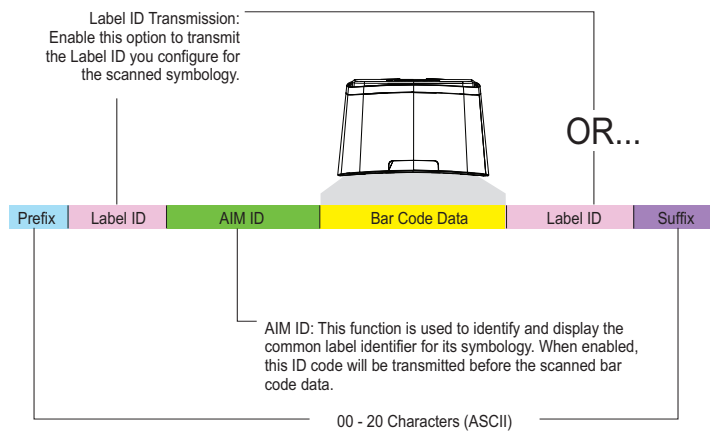 Label ID Transmission:
Enable this option to transmit
the Label ID you configure for
the scanned symbology.
OR...
Prefix Label ID AIM ID Bar Code Data Label ID Suffix
AIM ID: This function is used to identify and display the
common label identifier for its symbology. When enabled,
this ID code will be transmitted before the scanned bar
code data.
00 - 20 Characters (ASCII)